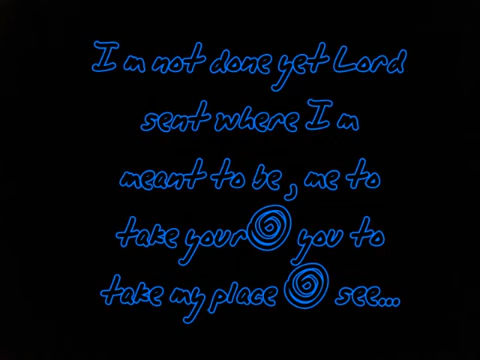 I m not done yet Lord
sent where I m
meant to be, me to
take your you to
take my place see...